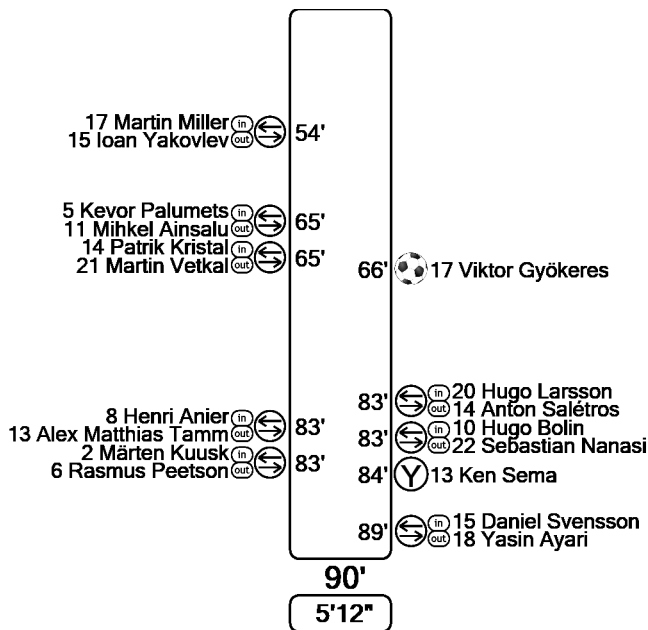 17 Martin Miller in 54'
15 Ioan Yakovlev out
5 Kevor Palumets in 65'
11 Mihkel Ainsalu out
14 Patrik Kristal in 65'
21 Martin Vetkal out
66' 17 Viktor Gyökeres
83' in 20 Hugo Larsson
out 14 Anton Salétros
8 Henri Anier in 83'
13 Alex Matthias Tamm out
83' in 10 Hugo Bolin
out 22 Sebastian Nanasi
2 Märten Kuusk in 83'
6 Rasmus Peetson out
84' Y 13 Ken Sema
89' in 15 Daniel Svensson
out 18 Yasin Ayari
90'
5'12"